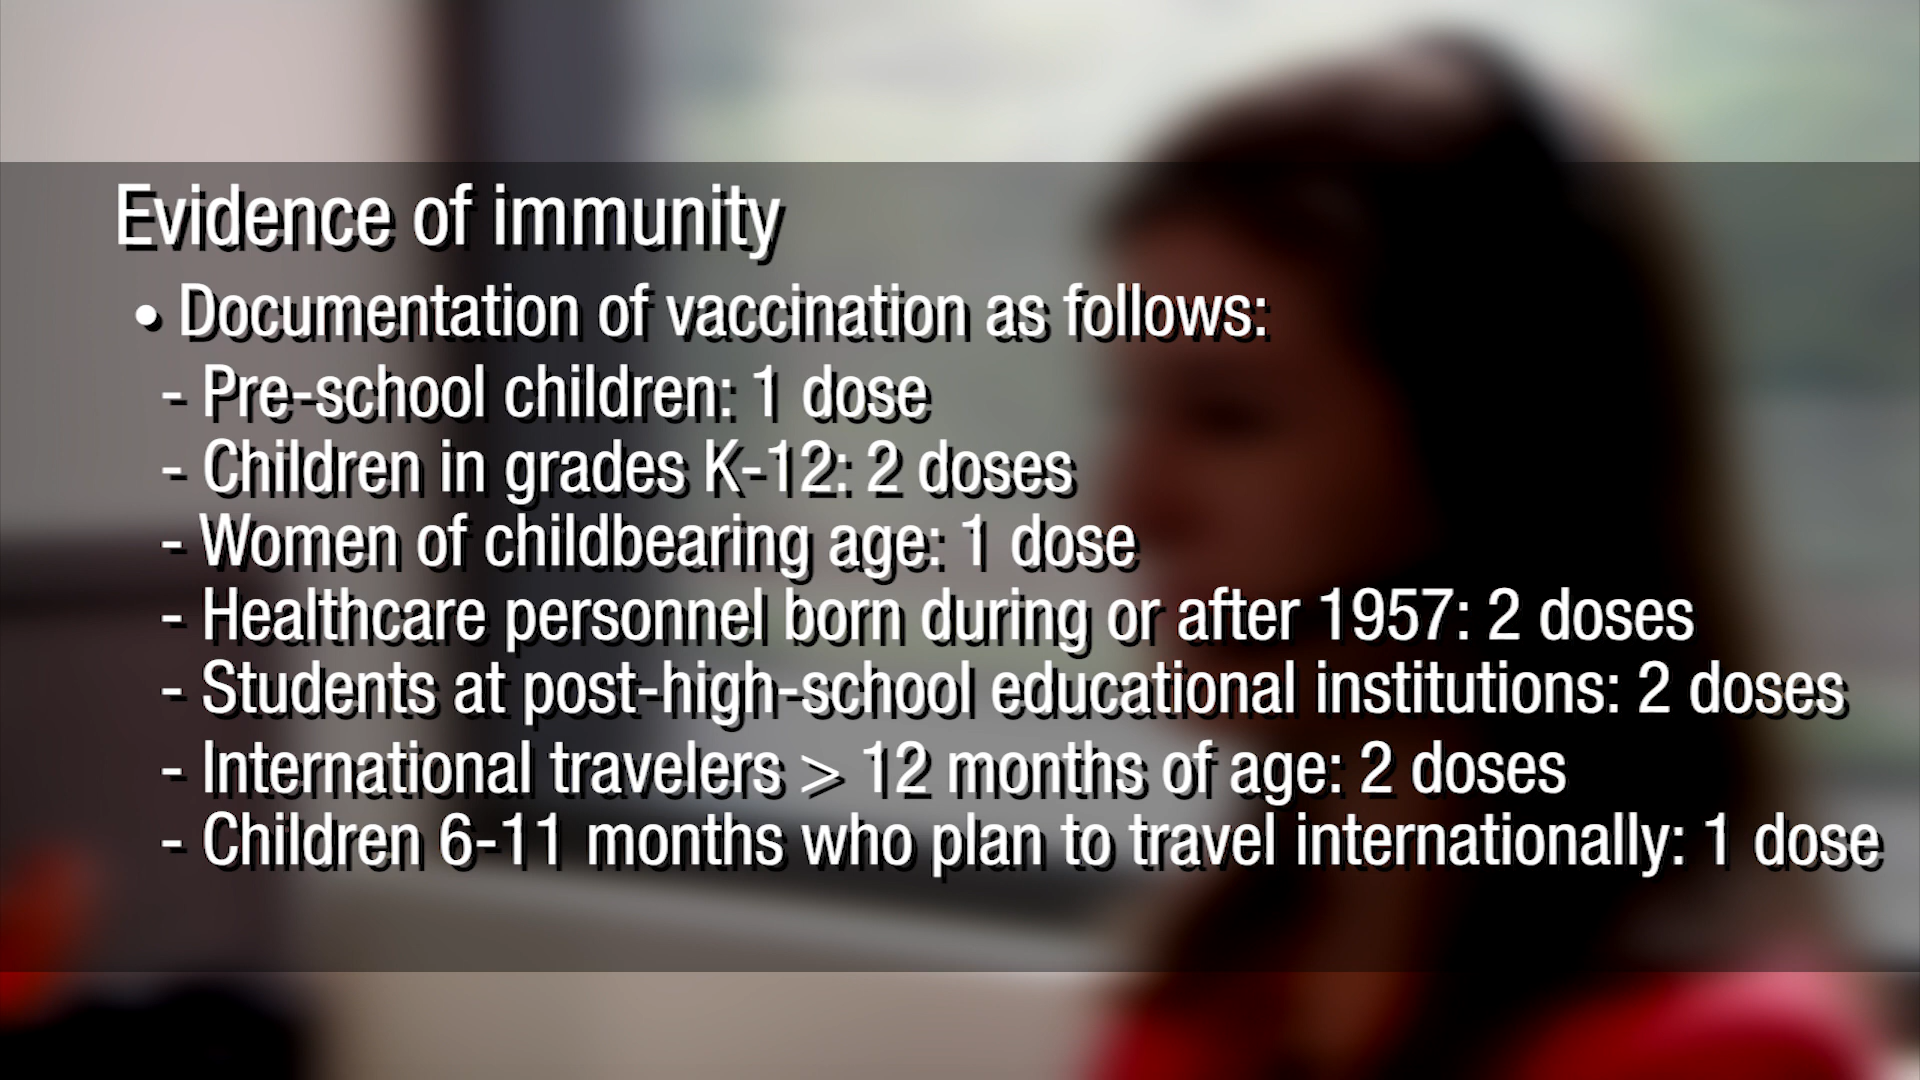 Evidence of immunity
• Documentation of vaccination as follows:
- Pre-school children: 1 dose
- Children in grades K-12: 2 doses
- Women of childbearing age: 1 dose
- Healthcare personnel born during or after 1957: 2 doses
- Students at post-high-school educational institutions: 2 doses
- International travelers > 12 months of age: 2 doses
- Children 6-11 months who plan to travel internationally: 1 dose